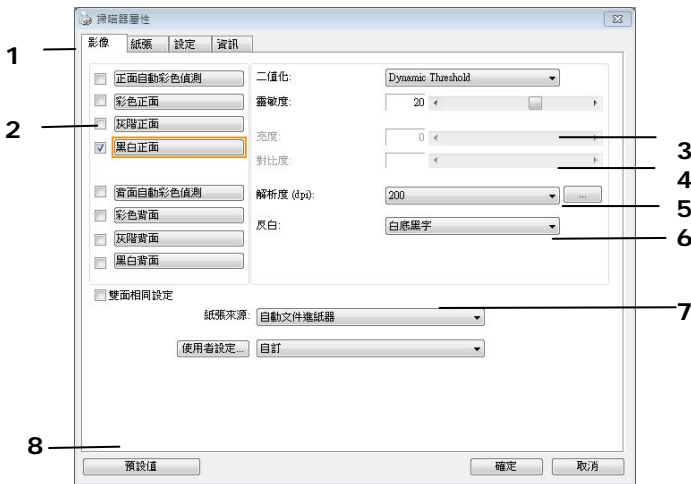 掃瞄器屬性
1
影像 紙張 設定 資訊
正面自動彩色偵測
彩色正面
2
灰階正面
黑白正面
背面自動彩色偵測
彩色背面
灰階背面
黑白背面
二值化: Dynamic Threshold
靈敏度: 20
亮度: 0
3
對比度:
4
解析度 (dpi): 200 ...
5
反白: 白底黑字
6
雙面相同設定
7
紙張來源: 自動文件進紙器
使用者設定... 自訂
8
預設值 確定 取消